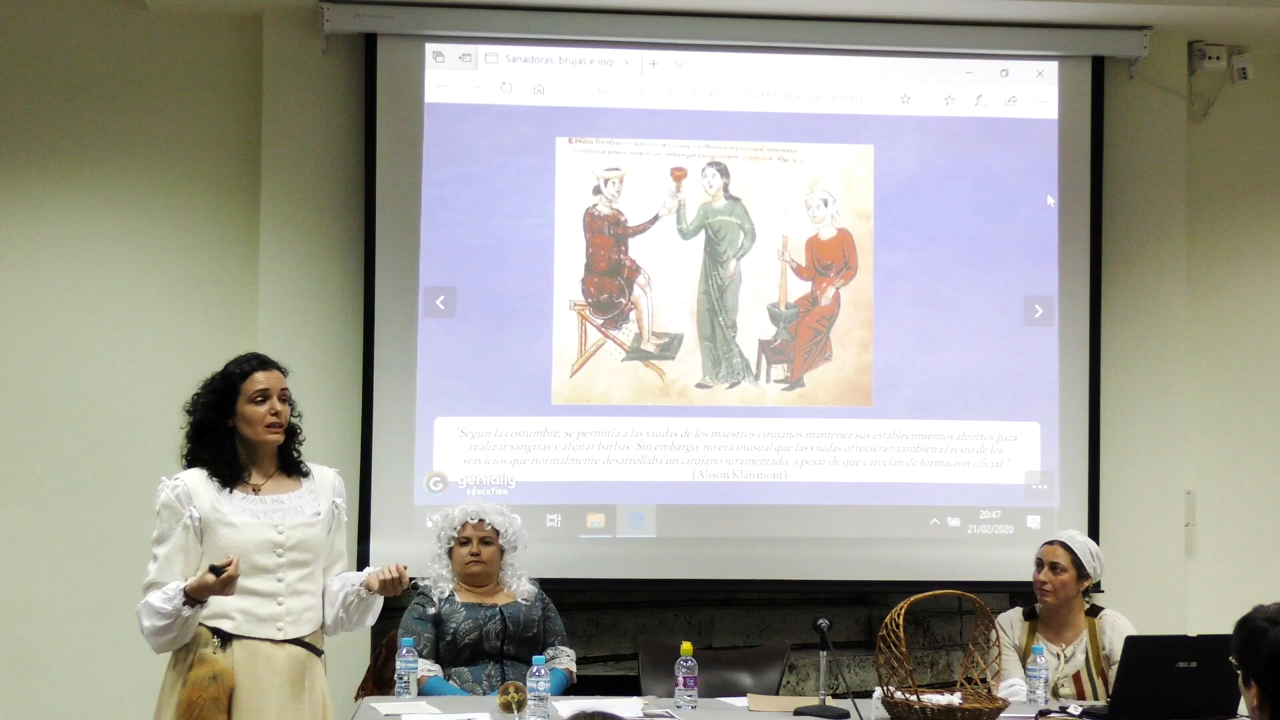 Sanadoras, brujas e inqu
"Según la costumbre, se permitía a las viudas de los maestros cirujanos mantener sus establecimientos abiertos para
realizar sangrías y afeitar barbas. Sin embargo, no era inusual que las viudas ofrecieran también el resto de los
servicios que normalmente desarrollaba un cirujano juramentado, a pesar de que carecían de formación oficial."
(Alison Klairmont)
G genially
education
20:47
21/02/2020
ASUS